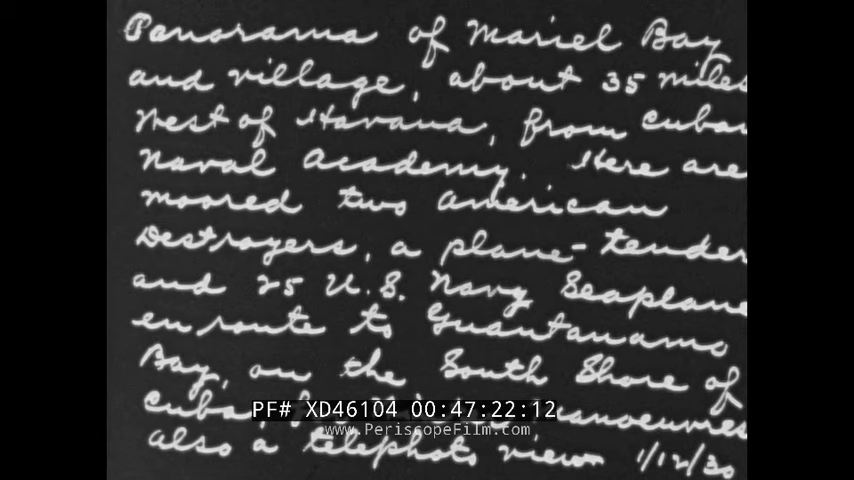 Panorama of Mariel Bay
and village, about 35 miles
West of Havana, from Cuban
Naval Academy. Here are
moored two American
Destroyers, a plane-tender
and 25 U.S. Navy Seaplane
en route to Guantanamo
Bay, on the South Shore of
Cuba, manoeuvres
PF# XD46104 00:47:22:12
www.PeriscopeFilm.com
also a telephoto view 1/12/30